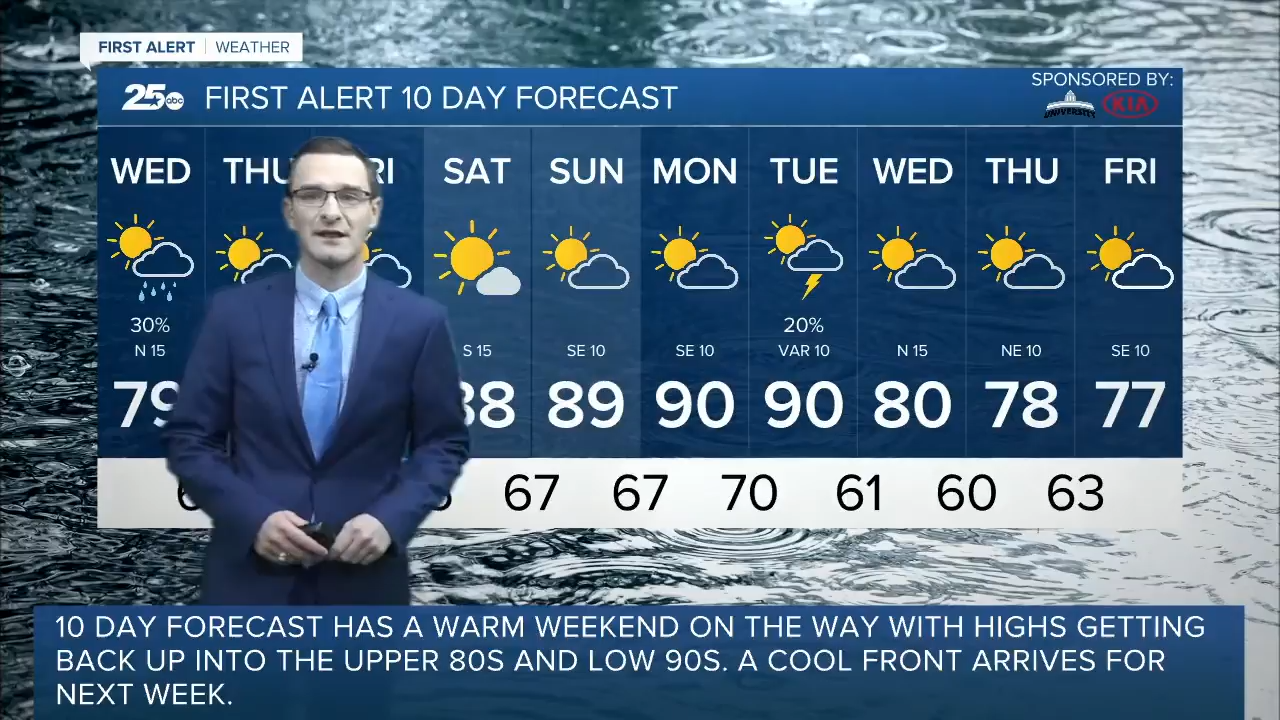 FIRST ALERT WEATHER
SPONSORED BY:
25 abc FIRST ALERT 10 DAY FORECAST
UNIVERSITY KIA
WED THU SAT SUN MON TUE WED THU FRI
30% 20%
N 15 S 15 SE 10 SE 10 VAR 10 N 15 NE 10 SE 10
79 89 90 90 80 78 77
67 67 70 61 60 63
10 DAY FORECAST HAS A WARM WEEKEND ON THE WAY WITH HIGHS GETTING
BACK UP INTO THE UPPER 80S AND LOW 90S. A COOL FRONT ARRIVES FOR
NEXT WEEK.